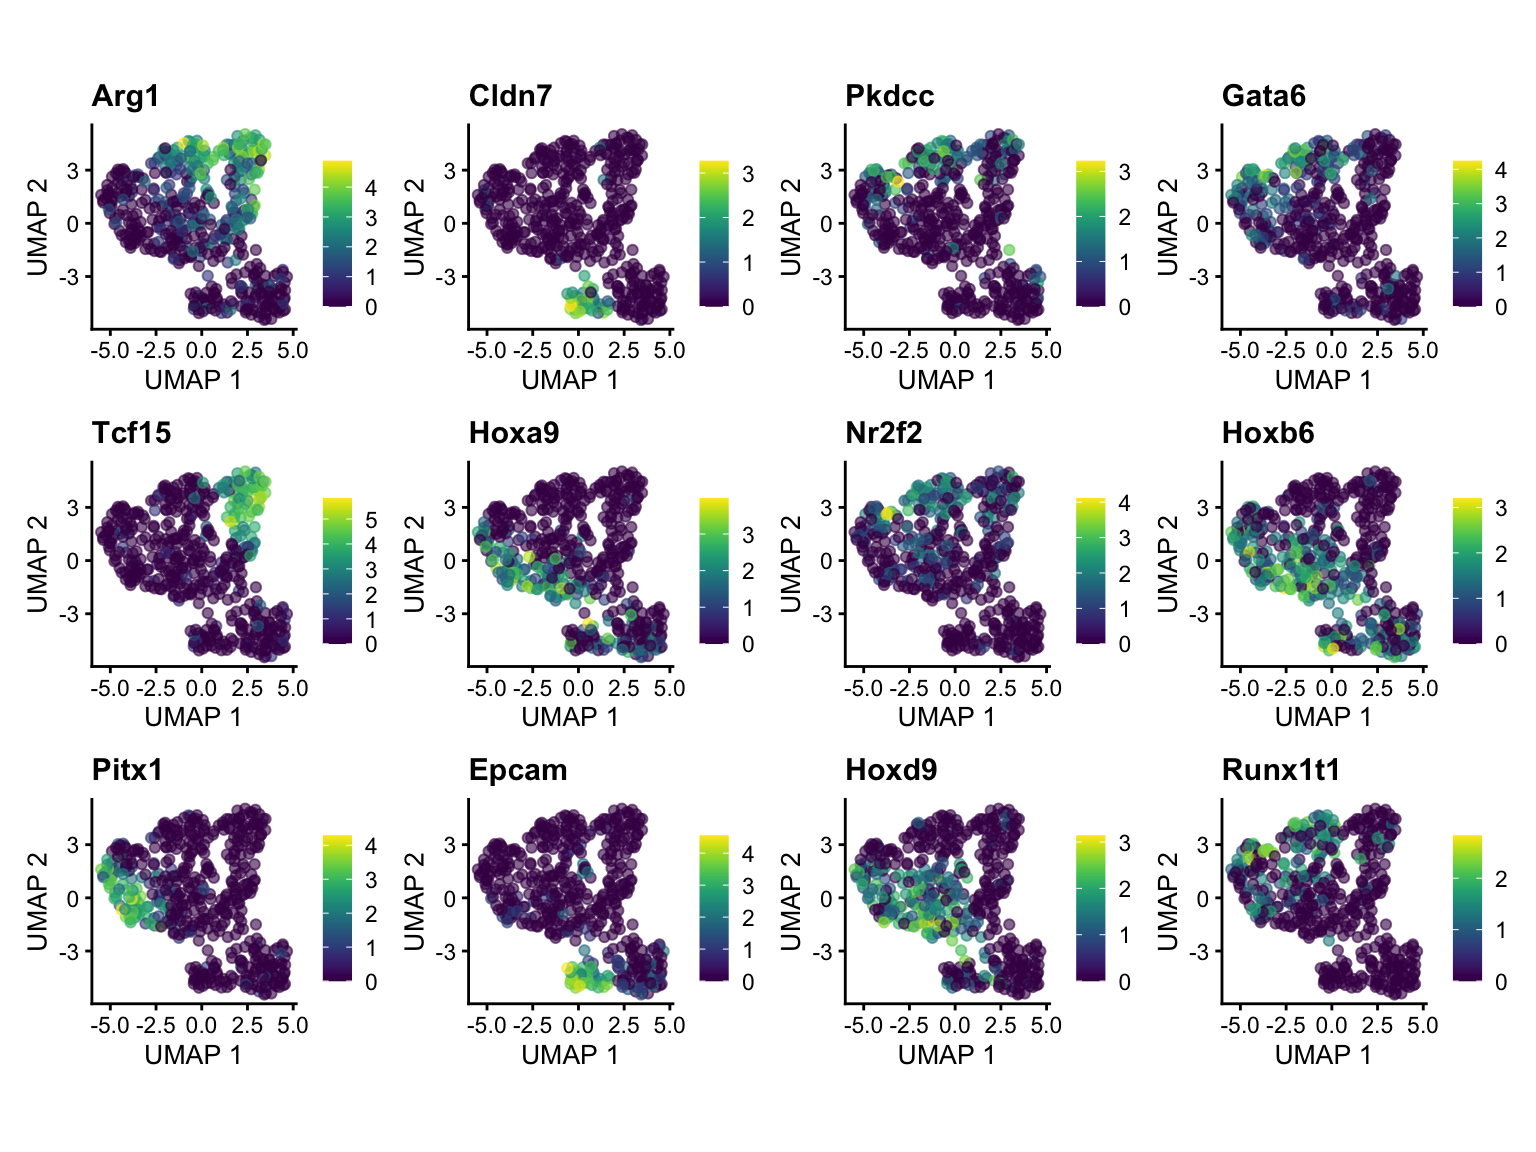 Arg1 Cldn7 Pkdcc Gata6
UMAP 2 3 0 -3 4 3 2 1 0 UMAP 2 3 0 -3 3 2 1 0 UMAP 2 3 0 -3 3 2 1 0 UMAP 2 3 0 -3 4 3 2 1 0
-5.0 -2.5 0.0 2.5 5.0 -5.0 -2.5 0.0 2.5 5.0 -5.0 -2.5 0.0 2.5 5.0 -5.0 -2.5 0.0 2.5 5.0
UMAP 1 UMAP 1 UMAP 1 UMAP 1
Tcf15 Hoxa9 Nr2f2 Hoxb6
UMAP 2 3 0 -3 5 4 3 2 1 0 UMAP 2 3 0 -3 3 2 1 0 UMAP 2 3 0 -3 4 3 2 1 0 UMAP 2 3 0 -3 3 2 1 0
-5.0 -2.5 0.0 2.5 5.0 -5.0 -2.5 0.0 2.5 5.0 -5.0 -2.5 0.0 2.5 5.0 -5.0 -2.5 0.0 2.5 5.0
UMAP 1 UMAP 1 UMAP 1 UMAP 1
Pitx1 Epcam Hoxd9 Runx1t1
UMAP 2 3 0 -3 4 3 2 1 0 UMAP 2 3 0 -3 4 3 2 1 0 UMAP 2 3 0 -3 3 2 1 0 UMAP 2 3 0 -3 2 1 0
-5.0 -2.5 0.0 2.5 5.0 -5.0 -2.5 0.0 2.5 5.0 -5.0 -2.5 0.0 2.5 5.0 -5.0 -2.5 0.0 2.5 5.0
UMAP 1 UMAP 1 UMAP 1 UMAP 1